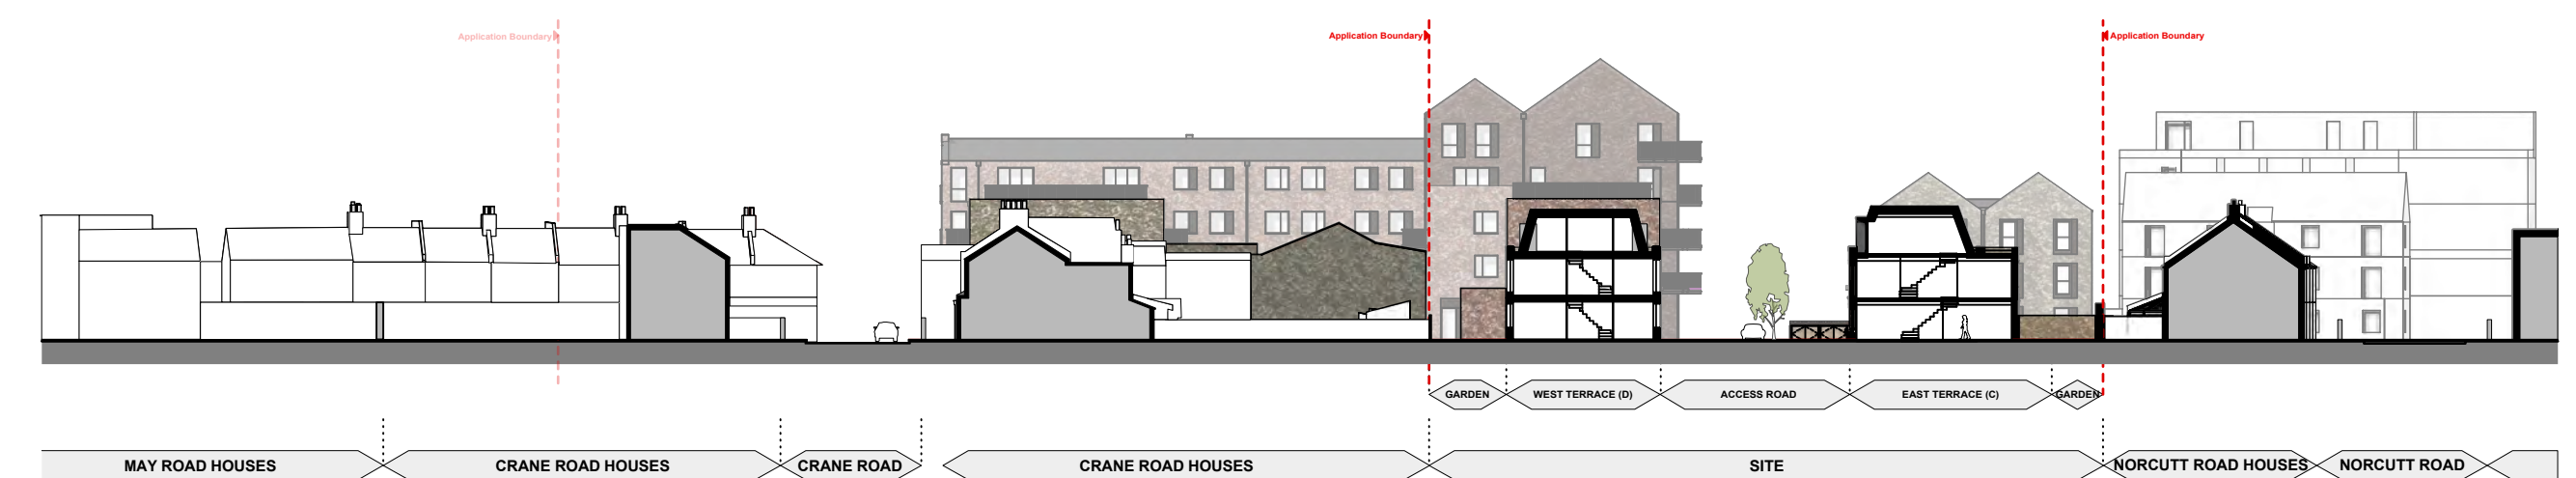 Application Boundary
Application Boundary
Application Boundary
GARDEN
WEST TERRACE (D)
ACCESS ROAD
EAST TERRACE (C)
GARDEN
MAY ROAD HOUSES
CRANE ROAD HOUSES
CRANE ROAD
CRANE ROAD HOUSES
SITE
NORCUTT ROAD HOUSES
NORCUTT ROAD